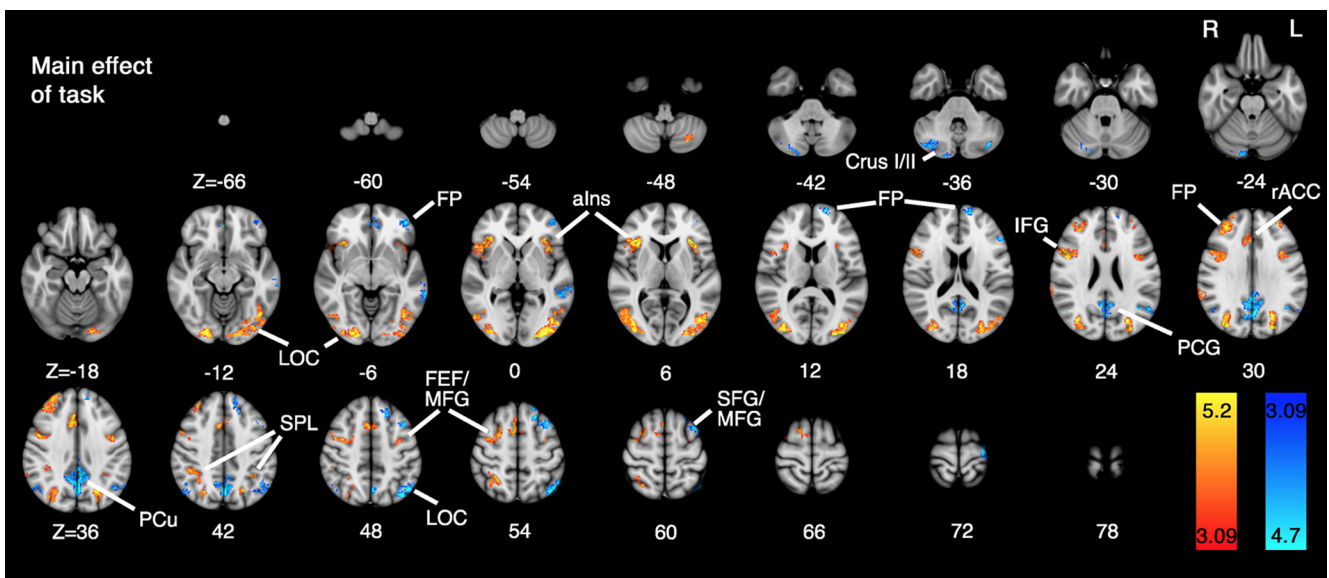 R L
Main effect
of task
Crus I/II
Z=-66 -60 -54 -48 -42 -36 -30 -24
FP aIns FP FP rACC
IFG
LOC PCG
Z=-18 -12 -6 0 6 12 18 24 30
FEF/
MFG
SFG/
MFG
SPL
5.2 3.09
PCu LOC
Z=36 42 48 54 60 66 72 78
3.09 4.7